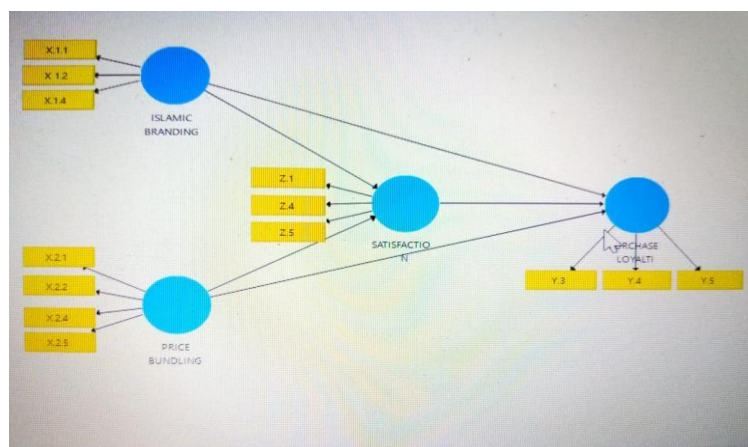 X.1.1
X 1.2
X.1.4
ISLAMIC
BRANDING
Z.1
Z.4
Z.5
SATISFACTIO
N
LOYALTI
Y.3
Y.4
Y.5
X.2.1
X.2.2
X.2.4
X.2.5
PRICE
BUNDLING